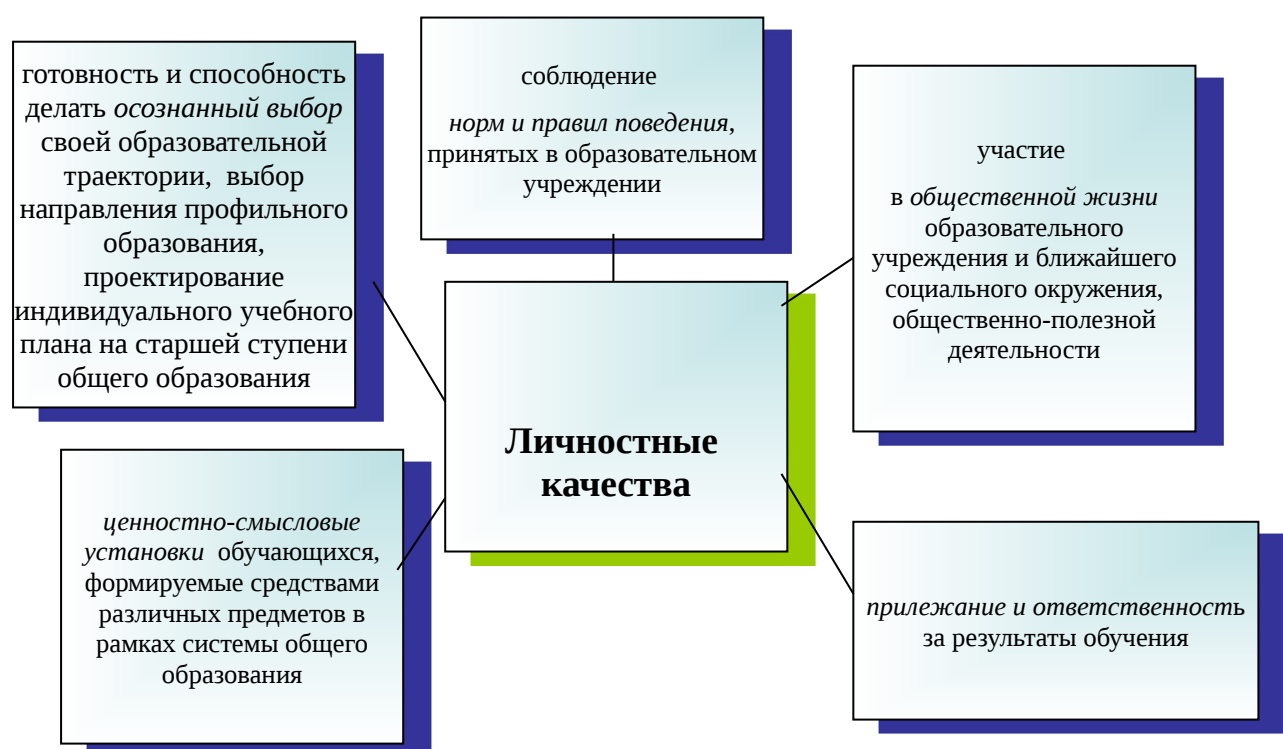 готовность и способность
делать осознанный выбор
своей образовательной
траектории, выбор
направления профильного
образования,
проектирование
индивидуального учебного
плана на старшей ступени
общего образования
соблюдение
норм и правил поведения,
принятых в образовательном
учреждении
участие
в общественной жизни
образовательного
учреждения и ближайшего
социального окружения,
общественно-полезной
деятельности
Личностные
качества
ценностно-смысловые
установки обучающихся,
формируемые средствами
различных предметов в
рамках системы общего
образования
прилежание и ответственность
за результаты обучения